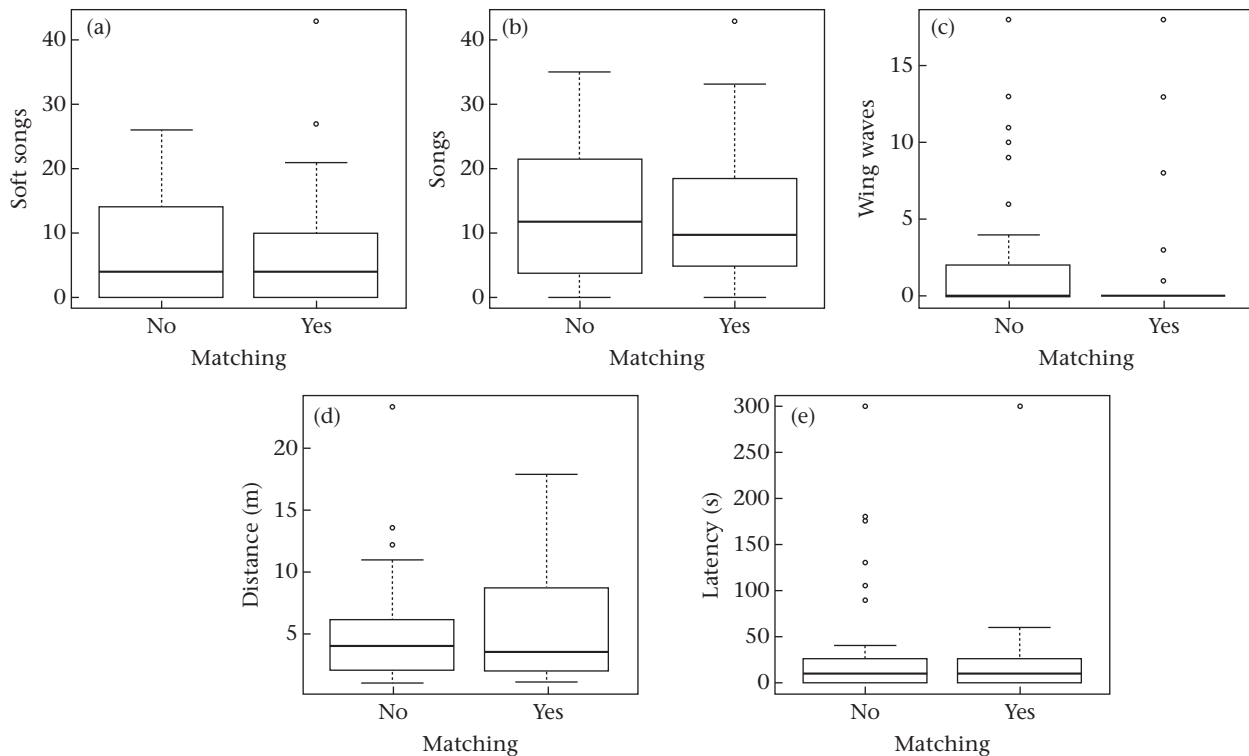 (a)
40
30
20
10
0
Soft songs
No Yes
Matching
(b)
40
30
20
10
0
Songs
No Yes
Matching
(c)
15
10
5
0
Wing waves
No Yes
Matching
(d)
20
15
10
5
Distance (m)
No Yes
Matching
(e)
300
250
200
150
100
50
0
Latency (s)
No Yes
Matching